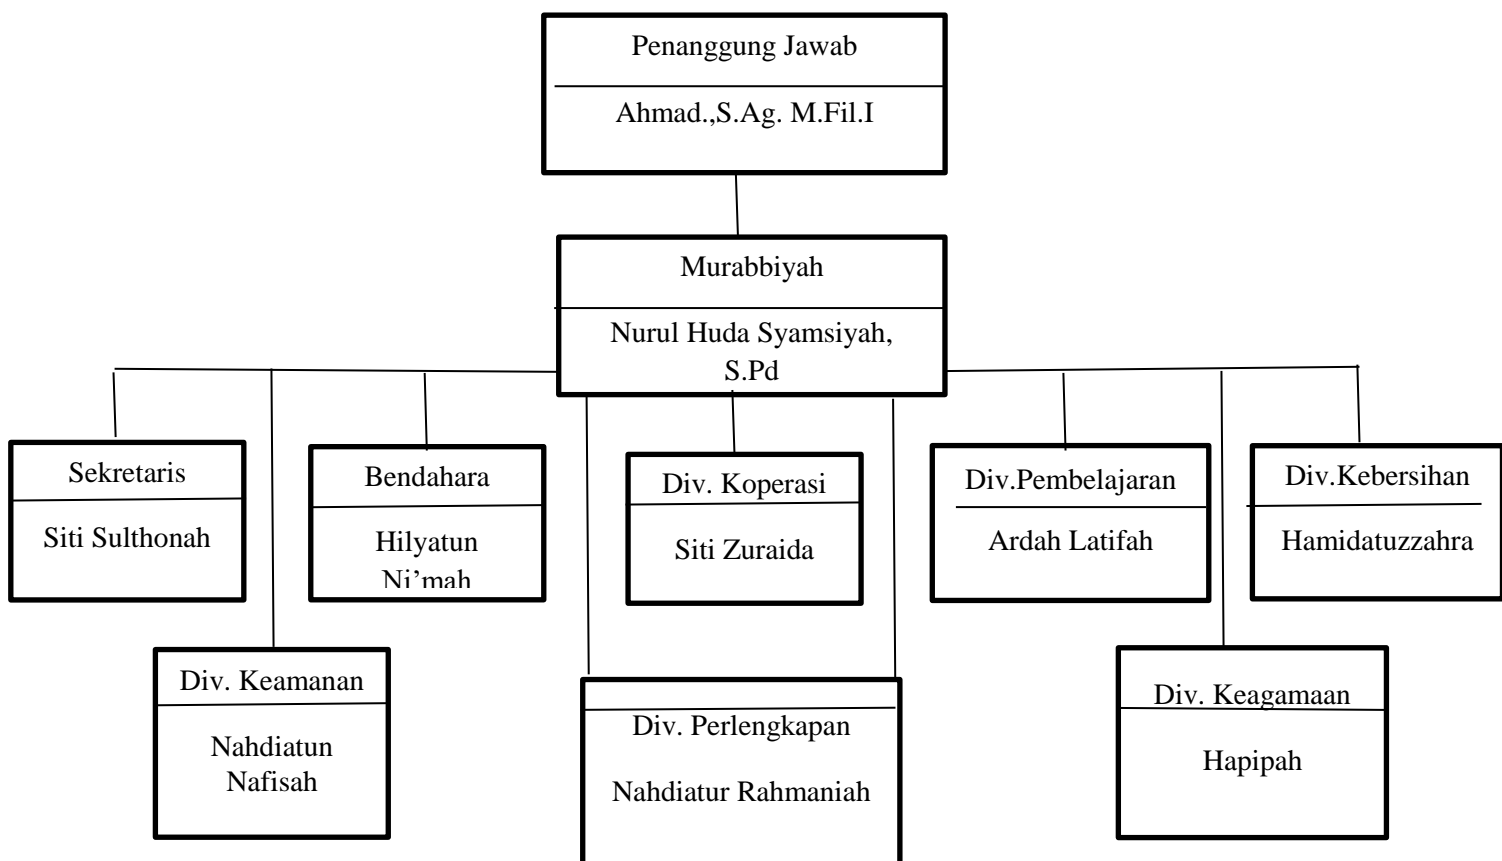 Penanggung Jawab
Ahmad.,S.Ag. M.Fil.I
Murabbiyah
Nurul Huda Syamsiyah,
S.Pd
Sekretaris
Siti Sulthonah
Bendahara
Hilyatun
Ni’mah
Div. Koperasi
Siti Zuraida
Div.Pembelajaran
Ardah Latifah
Div.Kebersihan
Hamidatuzzahra
Div. Keamanan
Nahdiatun
Nafisah
Div. Perlengkapan
Nahdiatur Rahmaniah
Div. Keagamaan
Hapipah